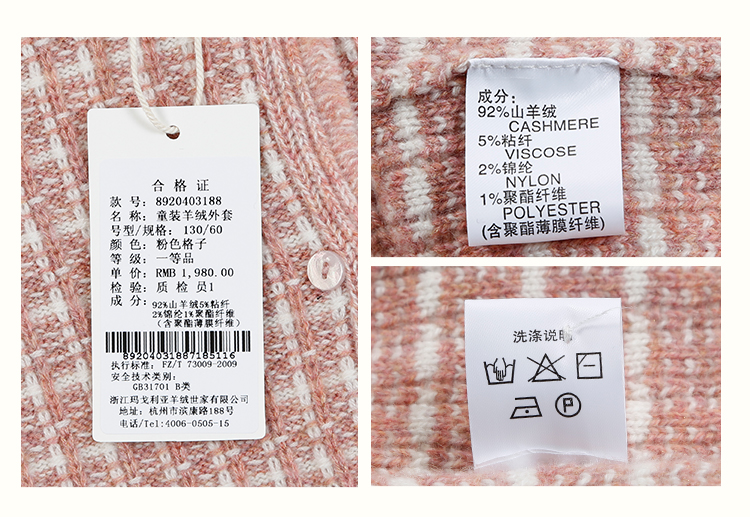 合格证
款号：8920403188
名称：童装羊绒外套
号型/规格：130/60
颜色：粉色格子
等级：一等品
单价：RMB 1,980.00
检验：质 检 员1
成分：92%山羊绒5%粘纤
2%锦纶1%聚酯纤维
（含聚酯薄膜纤维）
89204031887185116
执行标准：FZ/T 73009-2009
安全技术类别：
GB31701 B类
浙江玛戈利亚羊绒世家有限公司
地址：杭州市滨康路188号
电话/Tel:4006-0505-15
成分：
92%山羊绒
CASHMERE
5%粘纤
VISCOSE
2%锦纶
NYLON
1%聚酯纤维
POLYESTER
(含聚酯薄膜纤维)
洗涤说明
P